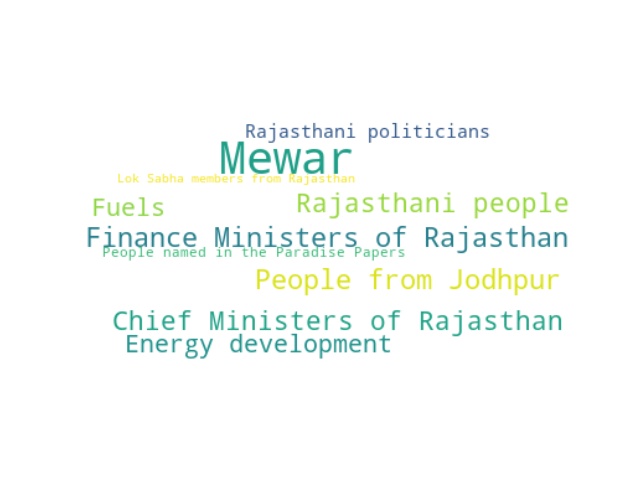 Rajasthani politicians
Mewar
Lok Sabha members from Rajasthan
Fuels
Rajasthani people
Finance Ministers of Rajasthan
People named in the Paradise Papers
People from Jodhpur
Chief Ministers of Rajasthan
Energy development